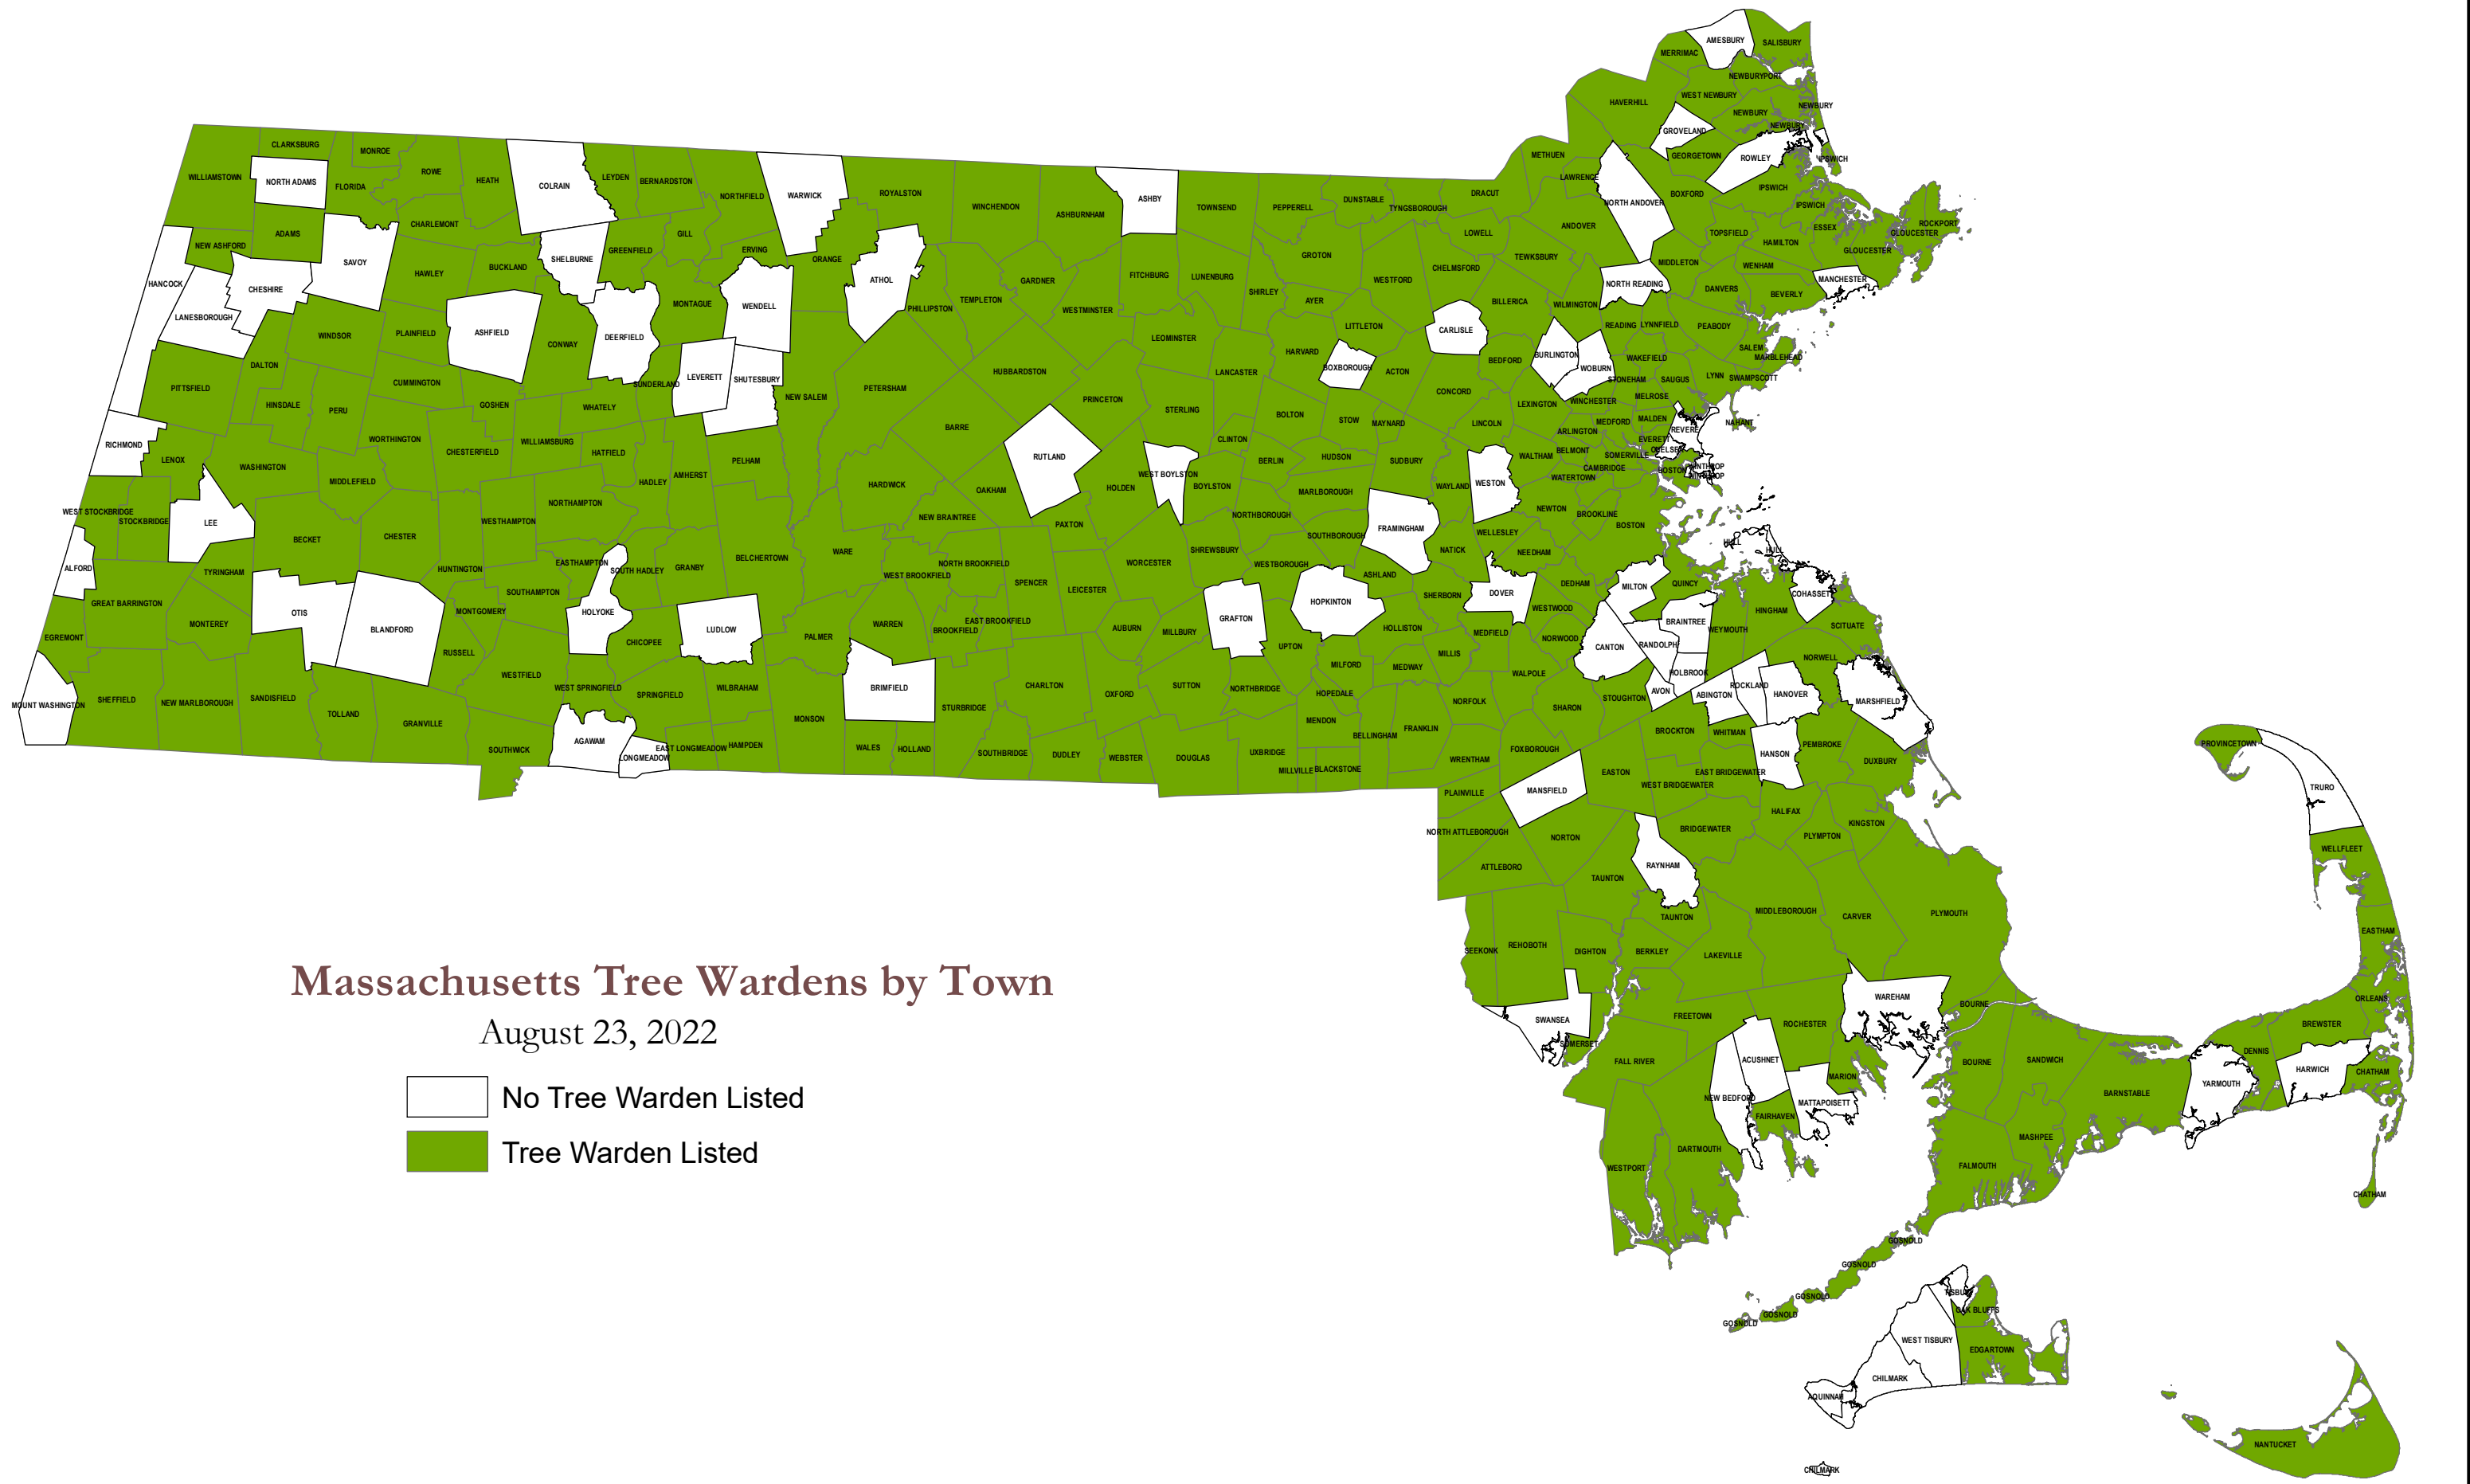 AMESBURY
SALISBURY
MERRIMAC
NEWBURYPORT
WEST NEWBURY
HAVERHILL
NEWBURY
NEWBURY
NEWBURY
GROVELAND
CLARKSBURG
MONROE
METHUEN
GEORGETOWN
ROWLEY
IPSWICH
WILLIAMSTOWN
NORTH ADAMS
FLORIDA
ROWE
HEATH
COLRAIN
LEYDEN
BERNARDSTON
NORTHFIELD
WARWICK
ROYALSTON
WINCHENDON
ASHBURNHAM
ASHBY
TOWNSEND
PEPPERELL
DUNSTABLE
TYNGSBOROUGH
DRACUT
LAWRENCE
NORTH ANDOVER
BOXFORD
IPSWICH
IPSWICH
ROCKPORT
GLOUCESTER
ADAMS
CHARLEMONT
GILL
LOWELL
ANDOVER
TOPSFIELD
ESSEX
HAMILTON
GLOUCESTER
NEW ASHFORD
SAVOY
HAWLEY
BUCKLAND
SHELBURNE
GREENFIELD
ERVING
ORANGE
ATHOL
GARDNER
FITCHBURG
LUNENBURG
GROTON
WESTFORD
CHELMSFORD
TEWKSBURY
MIDDLETON
WENHAM
MANCHESTER
HANCOCK
CHESHIRE
LANESBOROUGH
MONTAGUE
WENDELL
PHILLIPSTON
TEMPLETON
WESTMINSTER
SHIRLEY
AYER
BILLERICA
WILMINGTON
NORTH READING
DANVERS
BEVERLY
WINDSOR
PLAINFIELD
ASHFIELD
CONWAY
DEERFIELD
LEOMINSTER
LITTLETON
CARLISLE
READING
LYNNFIELD
PEABODY
SALEM
MARBLEHEAD
DALTON
HARVARD
BOXBOROUGH
ACTON
BEDFORD
BURLINGTON
WOBURN
WAKEFIELD
STONEHAM
SAUGUS
LYNN
SWAMPSCOTT
PITTSFIELD
CUMMINGTON
SUNDERLAND
LEVERETT
SHUTESBURY
NEW SALEM
PETERSHAM
HUBBARDSTON
LANCASTER
CONCORD
HINSDALE
PERU
GOSHEN
WHATELY
PRINCETON
STERLING
BOLTON
STOW
MAYNARD
LINCOLN
LEXINGTON
WINCHESTER
MELROSE
MEDFORD
MALDEN
REVERE
NAHANT
RICHMOND
LENOX
WASHINGTON
WORTHINGTON
CHESTERFIELD
WILLIAMSBURG
HATFIELD
PELHAM
BARRE
RUTLAND
CLINTON
ARLINGTON
EVERETT
CHELSEA
BERLIN
HUDSON
SUDBURY
WALTHAM
BELMONT
SOMERVILLE
CAMBRIDGE
BOSTON
WINTHROP
WINTHROP
MIDDLEFIELD
HADLEY
AMHERST
HARDWICK
OAKHAM
HOLDEN
WEST BOYLSTON
BOYLSTON
MARLBOROUGH
WAYLAND
WESTON
WATERTOWN
WEST STOCKBRIDGE
STOCKBRIDGE
LEE
BECKET
CHESTER
WESTHAMPTON
NORTHAMPTON
NEW BRAINTREE
PAXTON
NORTHBOROUGH
SOUTHBOROUGH
FRAMINGHAM
NEWTON
BROOKLINE
BOSTON
WELLESLEY
HULL
HULL
ALFORD
TYRINGHAM
HUNTINGTON
EASTHAMPTON
SOUTH HADLEY
GRANBY
BELCHERTOWN
WARE
WEST BROOKFIELD
NORTH BROOKFIELD
SPENCER
LEICESTER
WORCESTER
SHREWSBURY
WESTBOROUGH
ASHLAND
NATICK
NEEDHAM
DEDHAM
MILTON
QUINCY
COHASSET
GREAT BARRINGTON
OTIS
BLANDFORD
MONTGOMERY
SOUTHAMPTON
HOLYOKE
LUDLOW
GRAFTON
HOPKINTON
SHERBORN
DOVER
WESTWOOD
HINGHAM
EGREMONT
MONTEREY
RUSSELL
CHICOPEE
PALMER
WARREN
BROOKFIELD
EAST BROOKFIELD
AUBURN
MILLBURY
UPTON
HOLLISTON
MEDFIELD
NORWOOD
CANTON
RANDOLPH
BRAINTREE
WEYMOUTH
SCITUATE
MILFORD
MEDWAY
MILLIS
WALPOLE
HOLBROOK
NORWELL
MOUNT WASHINGTON
SHEFFIELD
NEW MARLBOROUGH
SANDISFIELD
TOLLAND
GRANVILLE
WESTFIELD
WEST SPRINGFIELD
SPRINGFIELD
WILBRAHAM
MONSON
BRIMFIELD
STURBRIDGE
CHARLTON
OXFORD
SUTTON
NORTHBRIDGE
HOPEDALE
MENDON
NORFOLK
SHARON
STOUGHTON
AVON
ABINGTON
ROCKLAND
HANOVER
MARSHFIELD
SOUTHWICK
AGAWAM
LONGMEADOW
EAST LONGMEADOW
HAMPDEN
WALES
HOLLAND
SOUTHBRIDGE
DUDLEY
WEBSTER
DOUGLAS
UXBRIDGE
MILLVILLE
BLACKSTONE
BELLINGHAM
FRANKLIN
WRENTHAM
FOXBOROUGH
BROCKTON
WHITMAN
HANSON
PEMBROKE
DUXBURY
PROVINCETOWN
TRURO
PLAINVILLE
MANSFIELD
EASTON
WEST BRIDGEWATER
EAST BRIDGEWATER
HALIFAX
KINGSTON
NORTH ATTLEBOROUGH
NORTON
BRIDGEWATER
PLYMPTON
WELLFLEET
ATTLEBORO
TAUNTON
RAYNHAM
TAUNTON
MIDDLEBOROUGH
CARVER
PLYMOUTH
EASTHAM
SEEKONK
REHOBOTH
DIGHTON
BERKLEY
LAKEVILLE
Massachusetts Tree Wardens by Town
August 23, 2022
No Tree Warden Listed
Tree Warden Listed
SWANSEA
SOMERSET
FREETOWN
ROCHESTER
WAREHAM
BOURNE
ORLEANS
BREWSTER
FALL RIVER
ACUSHNET
MARION
BOURNE
SANDWICH
BARNSTABLE
DENNIS
YARMOUTH
HARWICH
CHATHAM
NEW BEDFORD
FAIRHAVEN
MATTAPOISETT
MASHPEE
WESTPORT
DARTMOUTH
FALMOUTH
CHATHAM
GOSNOLD
GOSNOLD
GOSNOLD
GOSNOLD
GOSNOLD
TISBURY
OAK BLUFFS
WEST TISBURY
EDGARTOWN
CHILMARK
AQUINNAH
NANTUCKET
CHILMARK